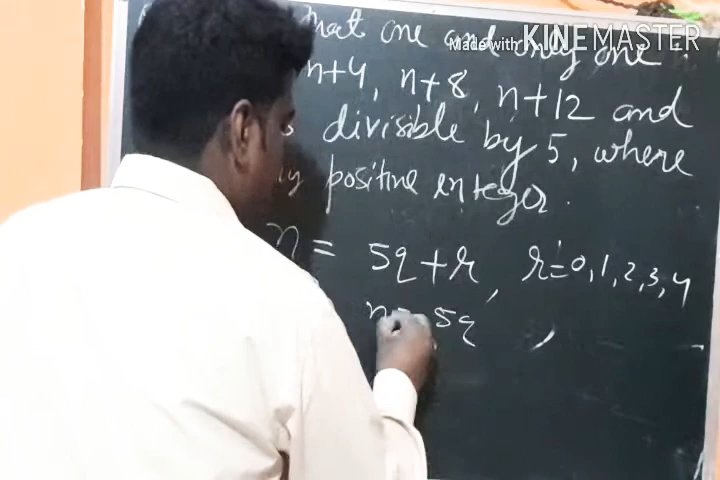 Made with KINEMASTER
that one and only one
n+4, n+8, n+12 and
divisible by 5, where
positive integer.
n = 5q+r, r=0,1,2,3,4
n= 5q ,